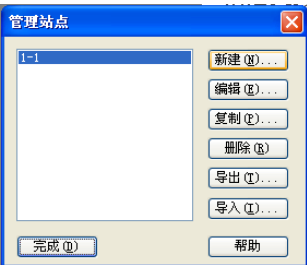 管理站点
1-1
新建(N)...
编辑(E)...
复制(P)...
删除(R)
导出(T)...
导入(I)...
完成(D)
帮助